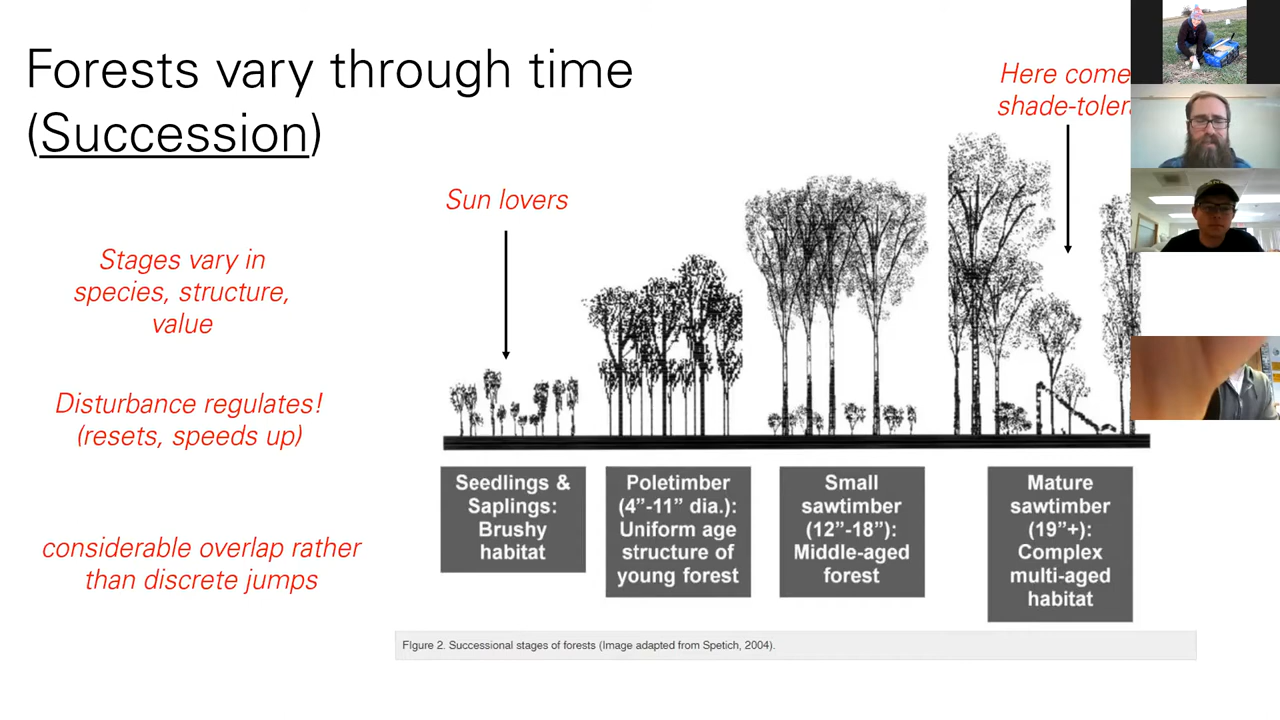 Forests vary through time
(Succession)
Here come
shade-toler
Sun lovers
Stages vary in
species, structure,
value
Disturbance regulates!
(resets, speeds up)
considerable overlap rather
than discrete jumps
Seedlings &
Saplings:
Brushy
habitat
Poletimber
(4”-11” dia.):
Uniform age
structure of
young forest
Small
sawtimber
(12”-18”):
Middle-aged
forest
Mature
sawtimber
(19”+):
Complex
multi-aged
habitat
FIgure 2. Successional stages of forests (Image adapted from Spetich, 2004).